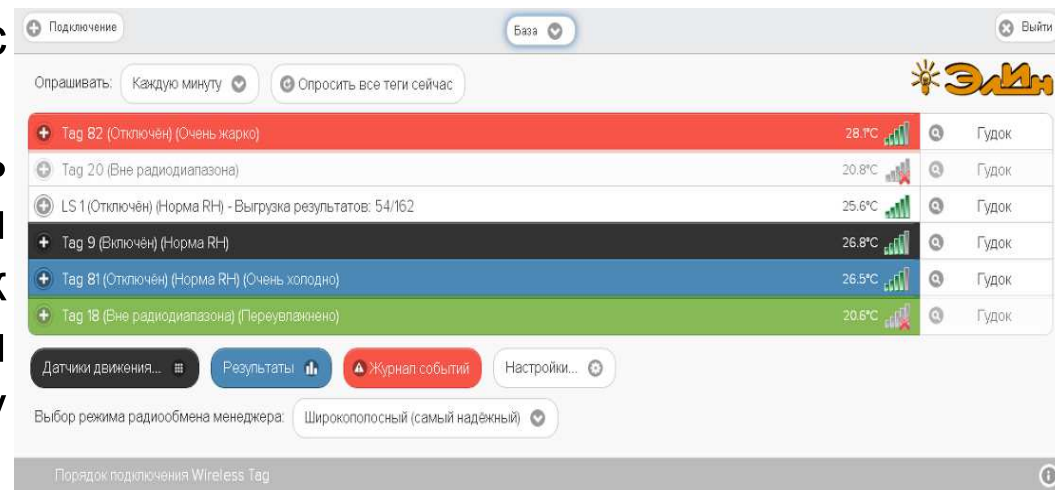 с
Подключение База Выйти
Опрашивать: Каждую минуту Опросить все теги сейчас
ЭлИн
Tag 82 (Отключён) (Очень жарко) 28.1°C Гудок
Tag 20 (Вне радиодиапазона) 20.8°C Гудок
LS 1 (Отключён) (Норма RH) - Выгрузка результатов: 54/162 25.6°C Гудок
Tag 9 (Включён) (Норма RH) 26.8°C Гудок
к
Tag 81 (Отключён) (Норма RH) (Очень холодно) 26.5°C Гудок
Tag 18 (Вне радиодиапазона) (Переувлажнено) 20.6°C Гудок
Датчики движения... Результаты Журнал событий Настройки...
у
Выбор режима радиообмена менеджера: Широкополосный (самый надёжный)
Порядок подключения Wireless Tag